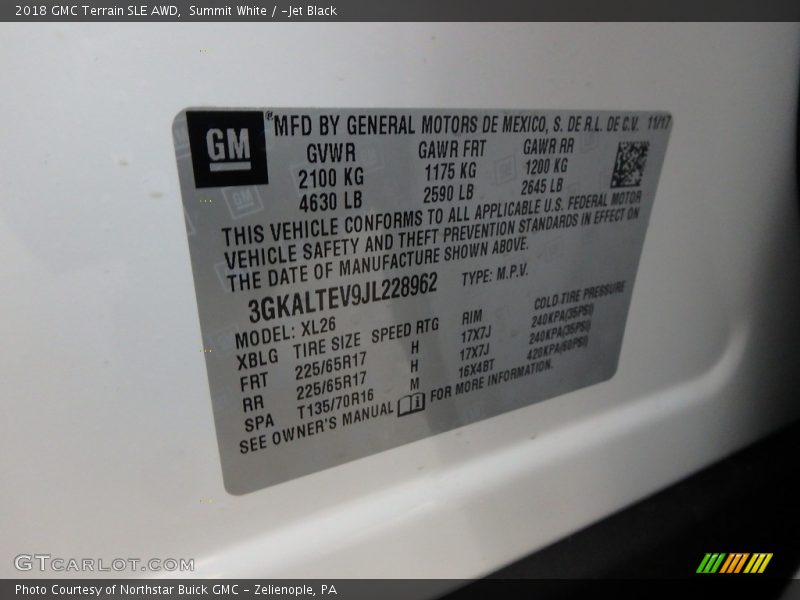 2018 GMC Terrain SLE AWD, Summit White / -Jet Black
GM
® MFD BY GENERAL MOTORS DE MEXICO, S. DE R.L. DE C.V. 11/17
GVWR GAWR FRT GAWR RR
2100 KG 1175 KG 1200 KG
4630 LB 2590 LB 2645 LB
THIS VEHICLE CONFORMS TO ALL APPLICABLE U.S. FEDERAL MOTOR
VEHICLE SAFETY AND THEFT PREVENTION STANDARDS IN EFFECT ON
THE DATE OF MANUFACTURE SHOWN ABOVE.
3GKALTEV9JL228962 TYPE: M.P.V.
MODEL: XL26
XBLG TIRE SIZE SPEED RTG RIM COLD TIRE PRESSURE
FRT 225/65R17 H 17X7J 240KPA(35PSI)
RR 225/65R17 H 17X7J 240KPA(35PSI)
SPA T135/70R16 M 16X4BT 420KPA(60PSI)
SEE OWNER'S MANUAL FOR MORE INFORMATION.
GTCARLOT.COM
Photo Courtesy of Northstar Buick GMC - Zelienople, PA